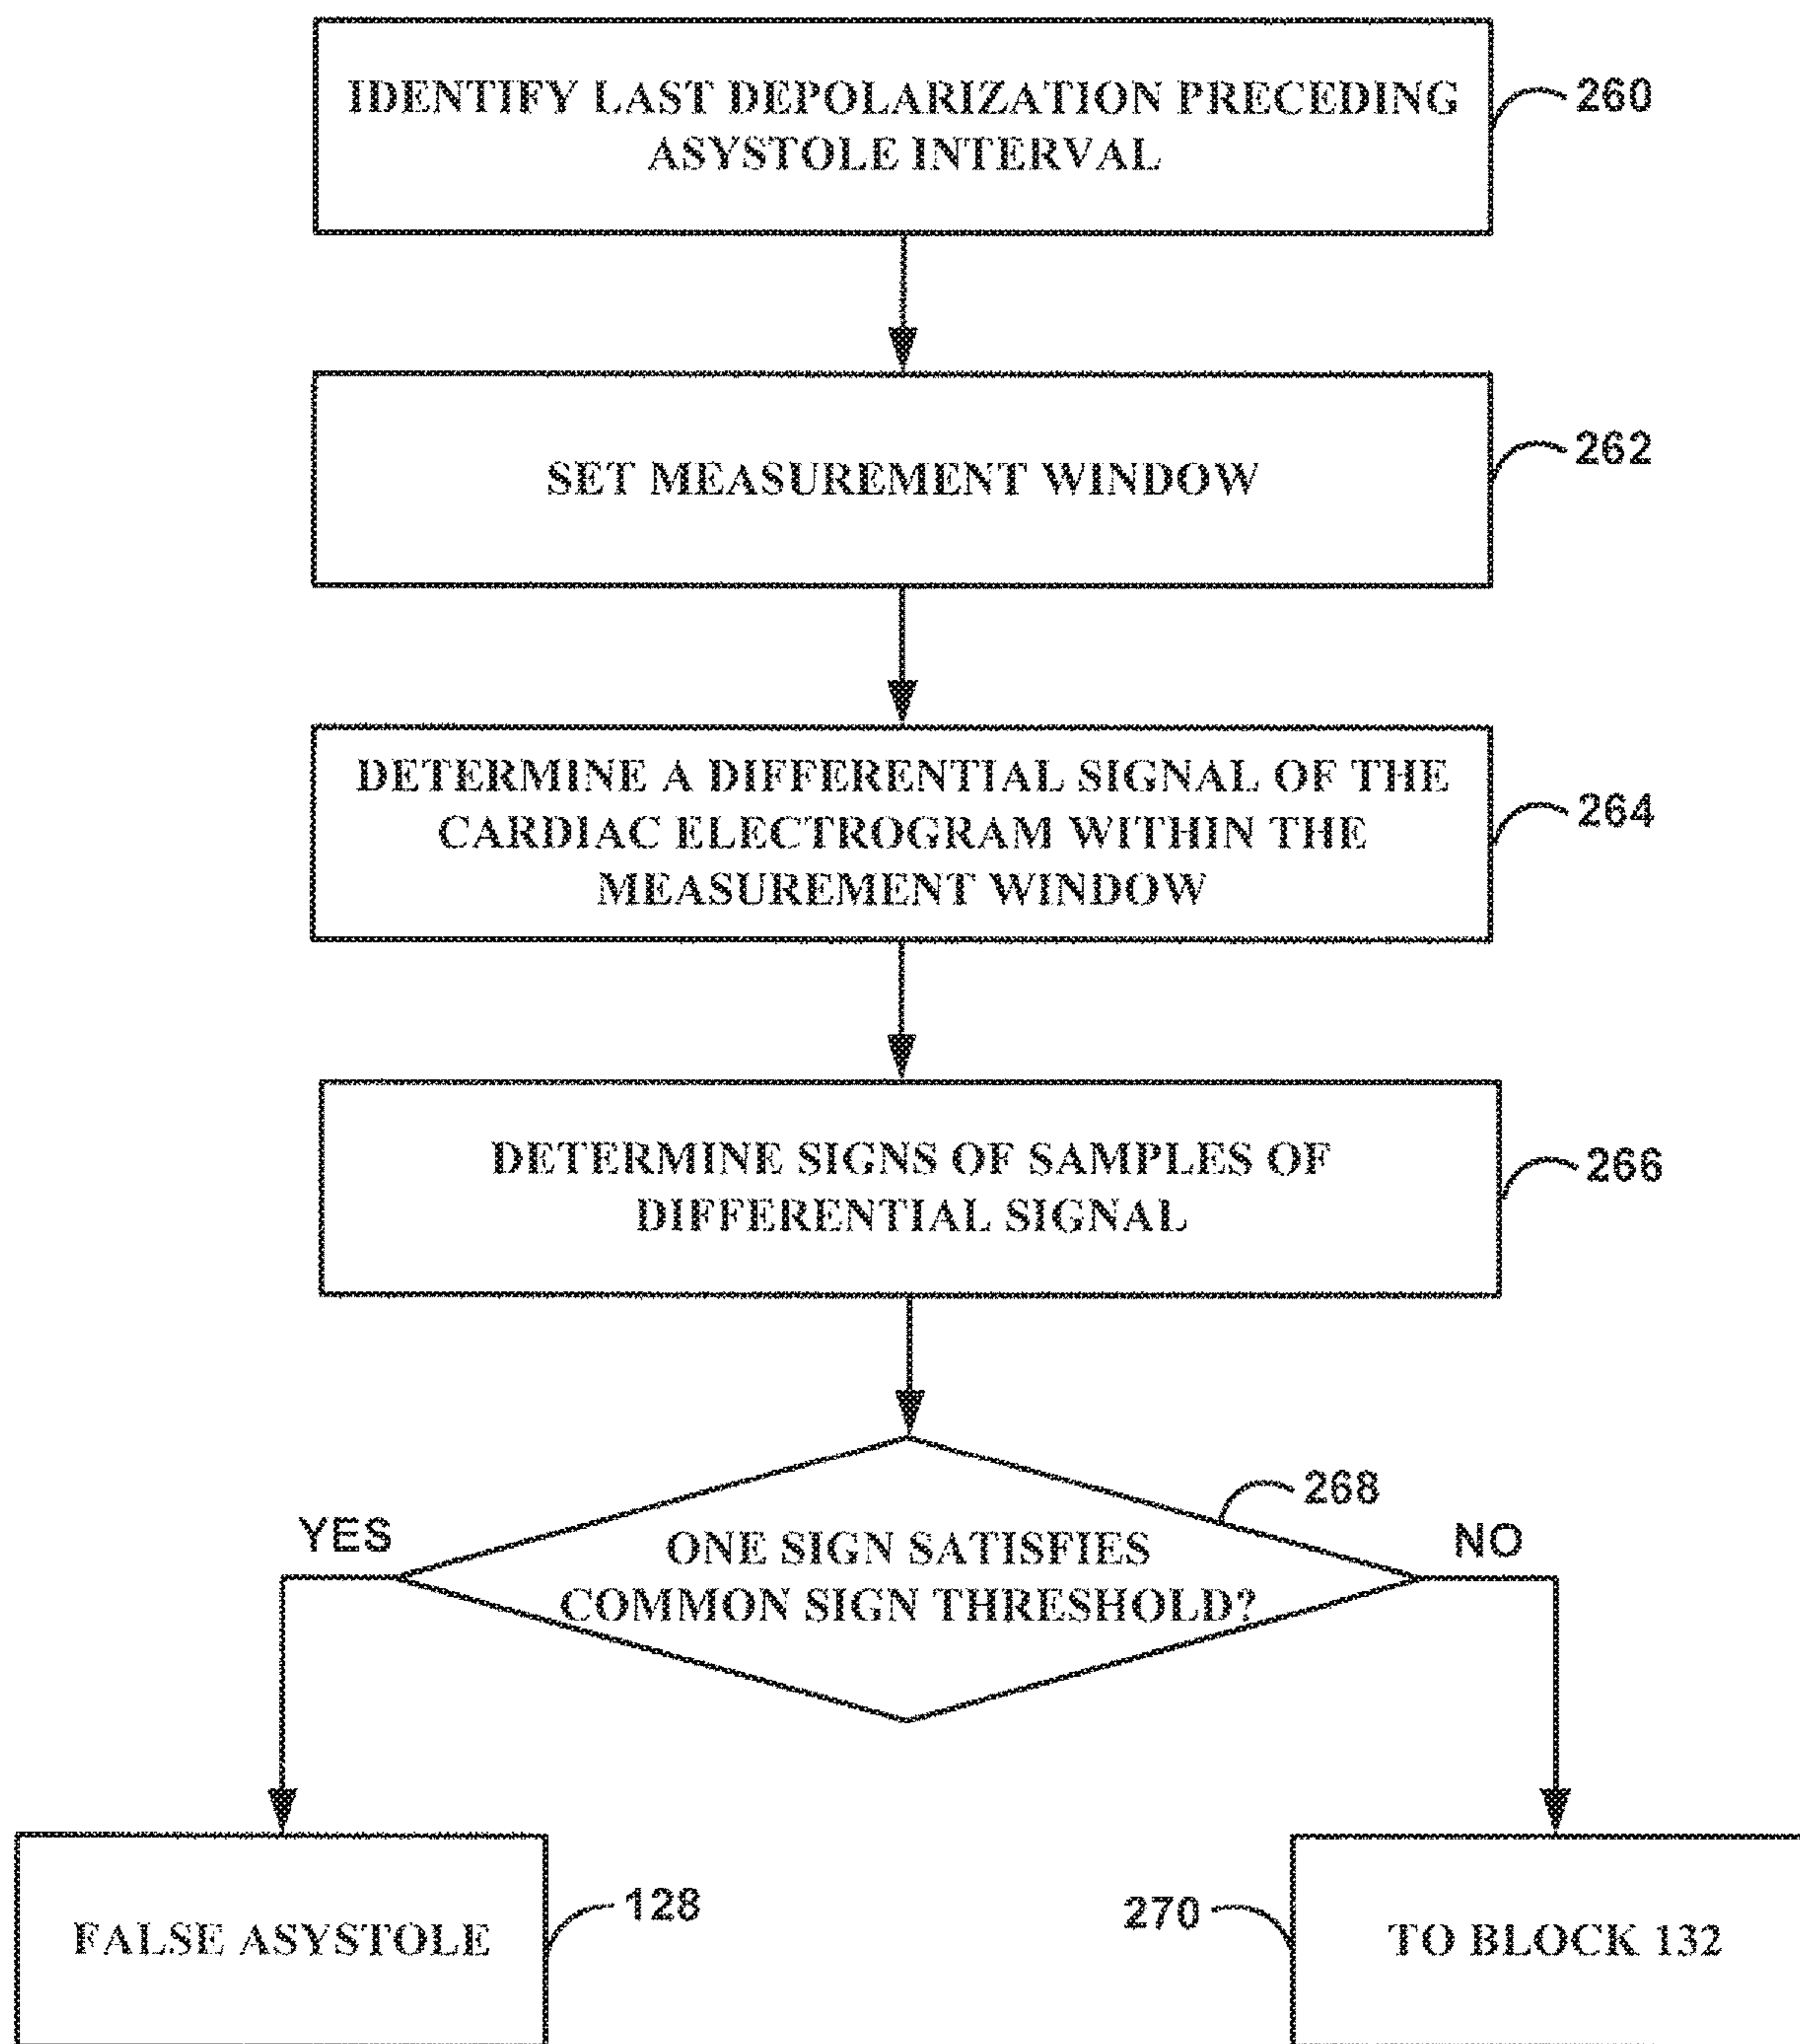 IDENTIFY LAST DEPOLARIZATION PRECEDING
ASYSTOLE INTERVAL
260
SET MEASUREMENT WINDOW
262
DETERMINE A DIFFERENTIAL SIGNAL OF THE
CARDIAC ELECTROGRAM WITHIN THE
MEASUREMENT WINDOW
264
DETERMINE SIGNS OF SAMPLES OF
DIFFERENTIAL SIGNAL
266
268
YES
NO
ONE SIGN SATISFIES
COMMON SIGN THRESHOLD?
FALSE ASYSTOLE
128
270
TO BLOCK 132